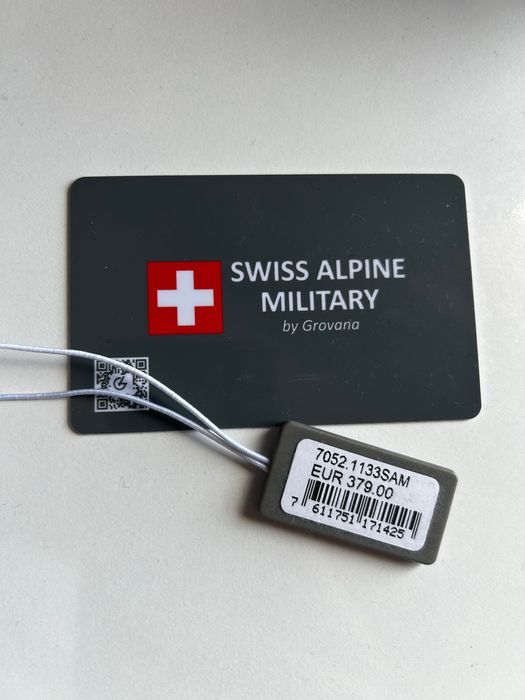 SWISS ALPINE
MILITARY
by Grovana
7052.1133SAM
EUR 379.00
7 611751 171425